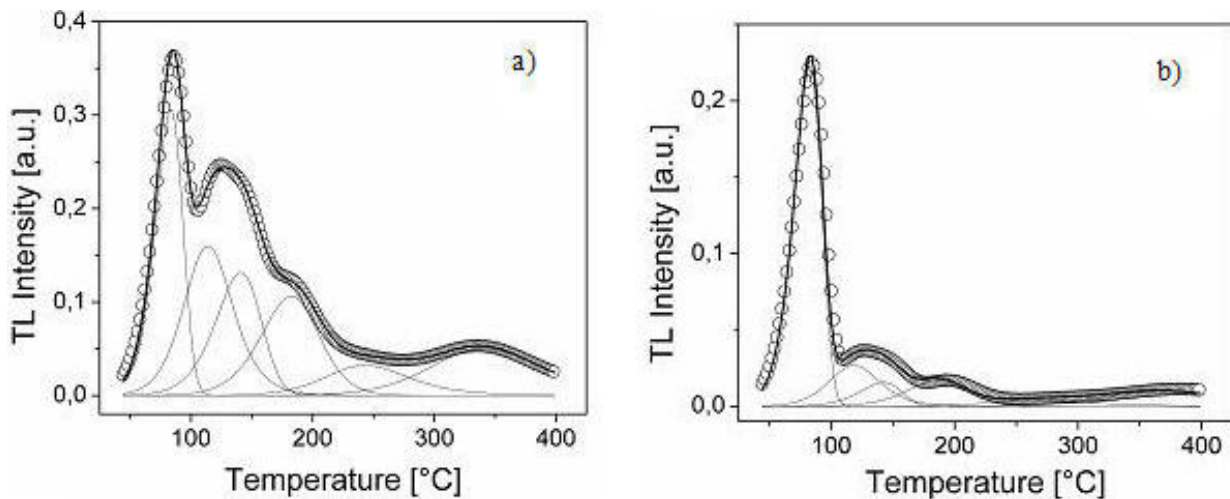 a)
0,4
0,3
0,2
0,1
0,0
TL Intensity [a.u.]
100 200 300 400
Temperature [°C]
b)
0,2
0,1
0,0
TL Intensity [a.u.]
100 200 300 400
Temperature [°C]